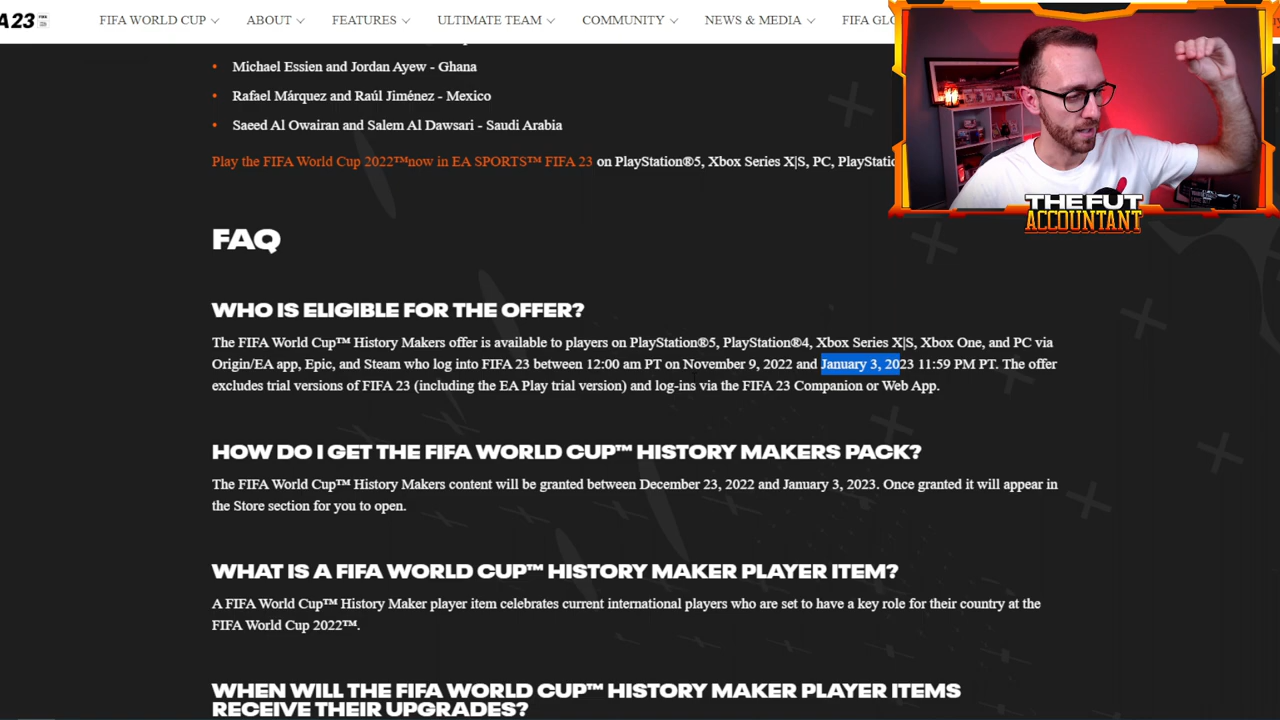 A 23
FIFA WORLD CUP ABOUT FEATURES ULTIMATE TEAM COMMUNITY NEWS & MEDIA FIFA GLO
• Michael Essien and Jordan Ayew - Ghana
• Rafael Márquez and Raúl Jiménez - Mexico
• Saeed Al Owairan and Salem Al Dawsari - Saudi Arabia
Play the FIFA World Cup 2022™now in EA SPORTS™ FIFA 23 on PlayStation®5, Xbox Series X|S, PC, PlayStatio
THE FUT
ACCOUNTANT
FAQ
WHO IS ELIGIBLE FOR THE OFFER?
The FIFA World Cup™ History Makers offer is available to players on PlayStation®5, PlayStation®4, Xbox Series X|S, Xbox One, and PC via
Origin/EA app, Epic, and Steam who log into FIFA 23 between 12:00 am PT on November 9, 2022 and January 3, 2023 11:59 PM PT. The offer
excludes trial versions of FIFA 23 (including the EA Play trial version) and log-ins via the FIFA 23 Companion or Web App.
HOW DO I GET THE FIFA WORLD CUP™ HISTORY MAKERS PACK?
The FIFA World Cup™ History Makers content will be granted between December 23, 2022 and January 3, 2023. Once granted it will appear in
the Store section for you to open.
WHAT IS A FIFA WORLD CUP™ HISTORY MAKER PLAYER ITEM?
A FIFA World Cup™ History Maker player item celebrates current international players who are set to have a key role for their country at the
FIFA World Cup 2022™.
WHEN WILL THE FIFA WORLD CUP™ HISTORY MAKER PLAYER ITEMS
RECEIVE THEIR UPGRADES?